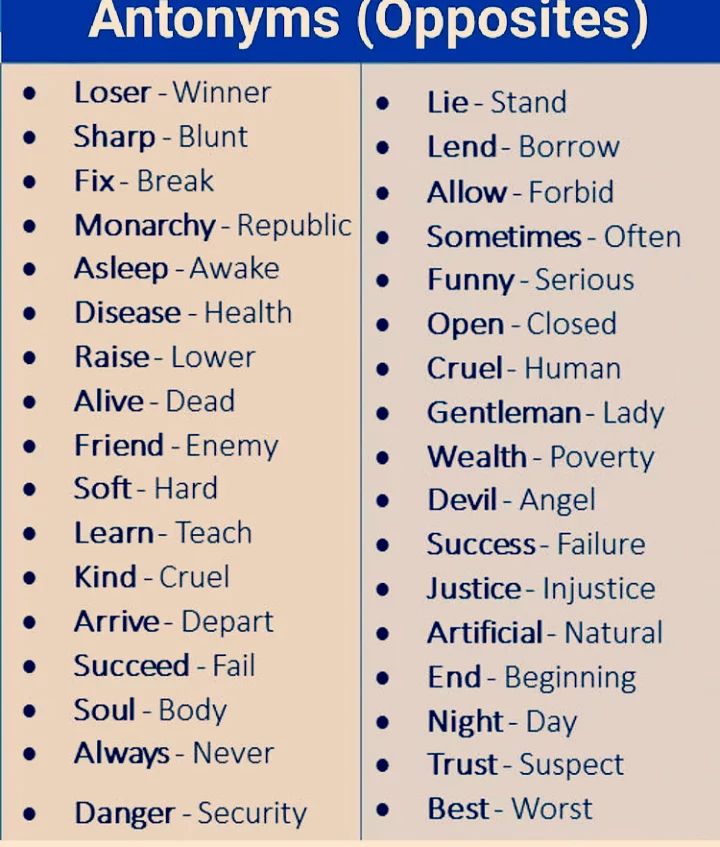 Antonyms (Opposites)
• Loser - Winner
• Sharp - Blunt
• Fix - Break
• Monarchy - Republic
• Asleep - Awake
• Disease - Health
• Raise - Lower
• Alive - Dead
• Friend - Enemy
• Soft - Hard
• Learn - Teach
• Kind - Cruel
• Arrive - Depart
• Succeed - Fail
• Soul - Body
• Always - Never
• Danger - Security
• Lie - Stand
• Lend - Borrow
• Allow - Forbid
• Sometimes - Often
• Funny - Serious
• Open - Closed
• Cruel - Human
• Gentleman - Lady
• Wealth - Poverty
• Devil - Angel
• Success - Failure
• Justice - Injustice
• Artificial - Natural
• End - Beginning
• Night - Day
• Trust - Suspect
• Best - Worst